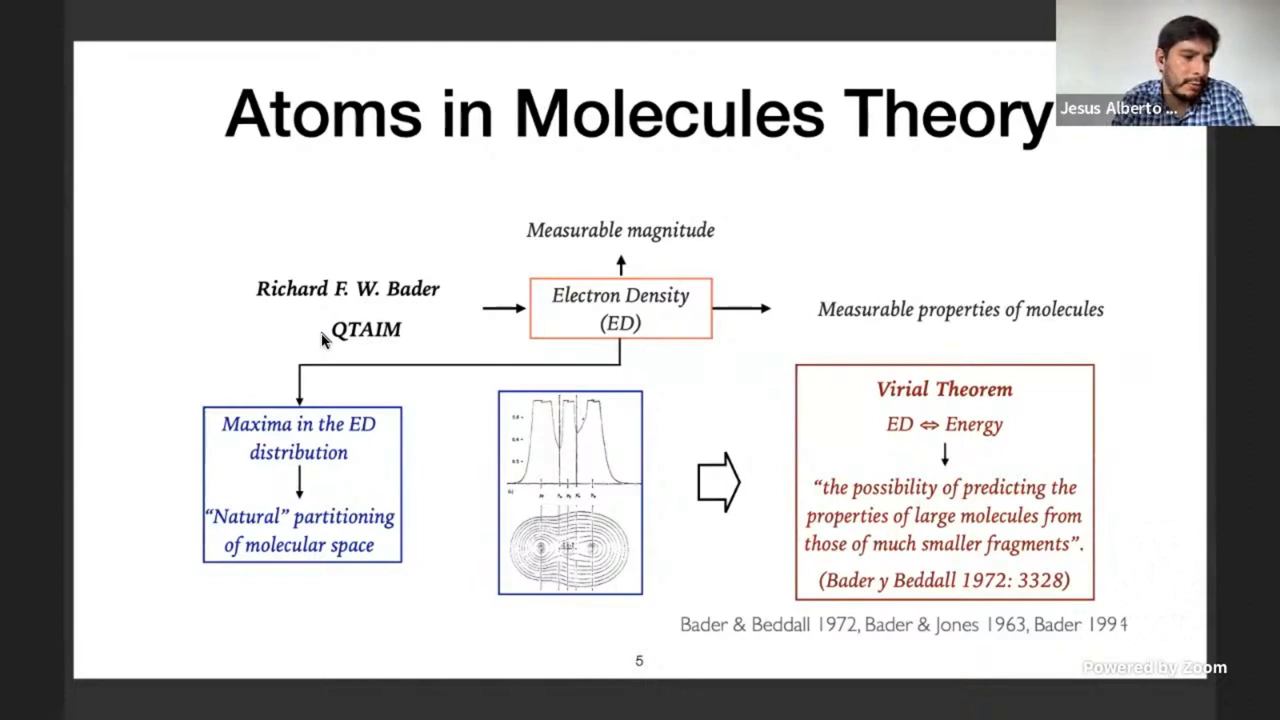 Atoms in Molecules Theory
Jesus Alberto ...
Measurable magnitude
Richard F. W. Bader
QTAIM
Electron Density
(ED)
Measurable properties of molecules
Maxima in the ED
distribution
“Natural” partitioning
of molecular space
Virial Theorem
ED ⇔ Energy
“the possibility of predicting the
properties of large molecules from
those of much smaller fragments”.
(Bader y Beddall 1972: 3328)
Bader & Beddall 1972, Bader & Jones 1963, Bader 1994
5
Powered by Zoom